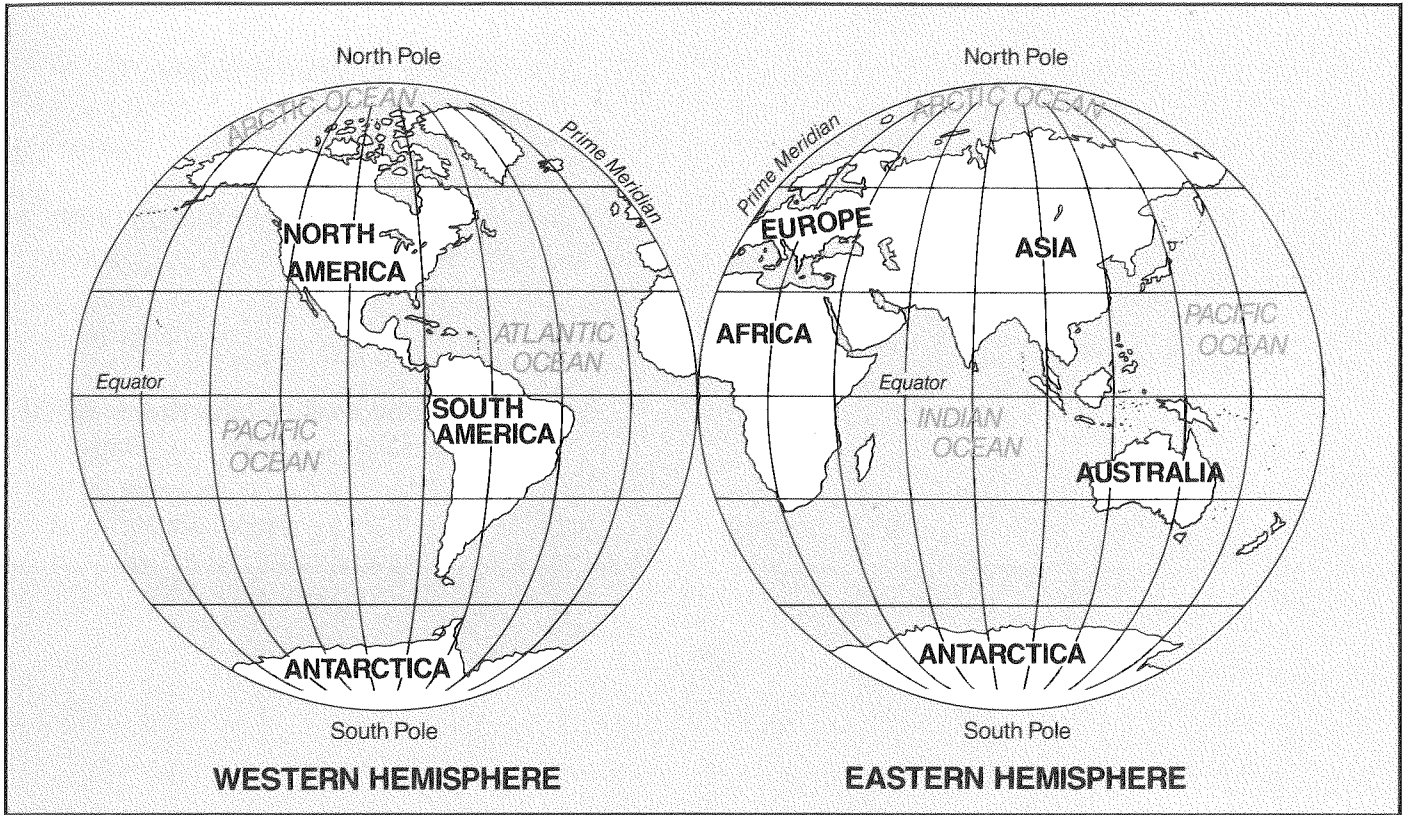 North Pole
ARCTIC OCEAN
Prime Meridian
NORTH
AMERICA
ATLANTIC
OCEAN
Equator
PACIFIC
OCEAN
SOUTH
AMERICA
ANTARCTICA
South Pole
WESTERN HEMISPHERE
North Pole
ARCTIC OCEAN
Prime Meridian
EUROPE
ASIA
AFRICA
PACIFIC
OCEAN
Equator
INDIAN
OCEAN
AUSTRALIA
ANTARCTICA
South Pole
EASTERN HEMISPHERE